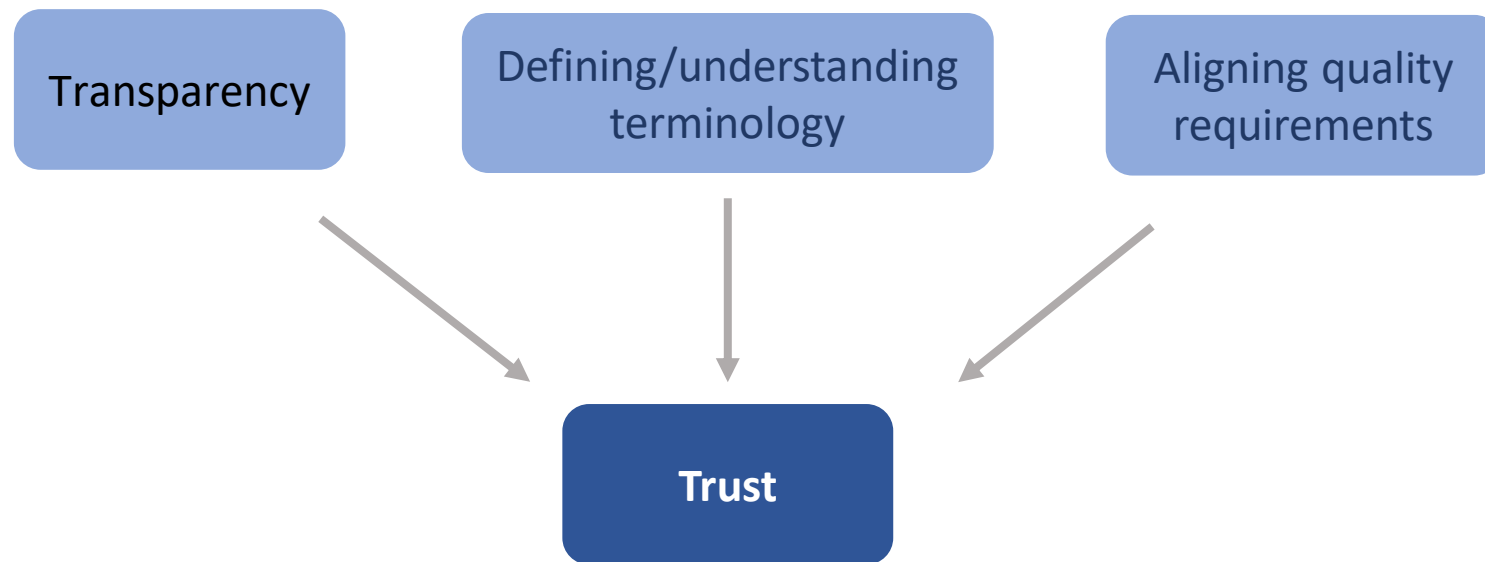 Transparency
Defining/understanding
terminology
Aligning quality
requirements
Trust